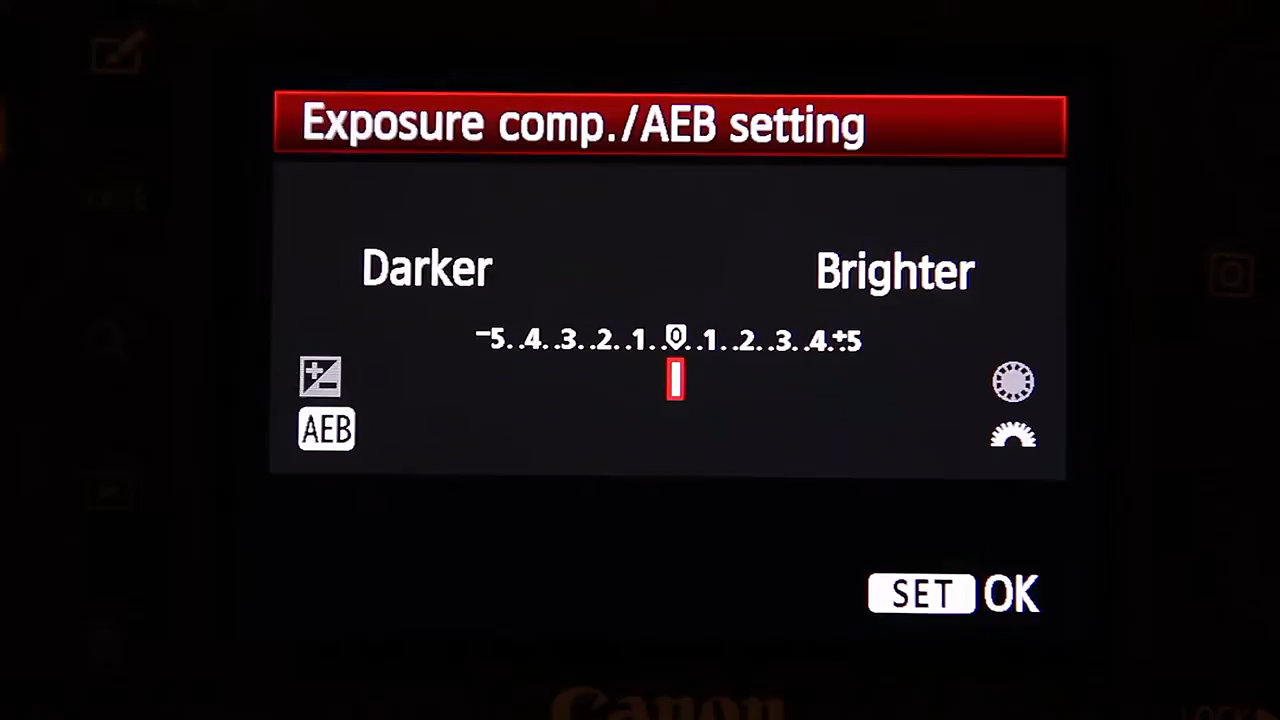 Exposure comp./AEB setting
Darker Brighter
-5..4..3..2..1..0..1..2..3..4.+5
AEB
SET OK
Canon
LOCK